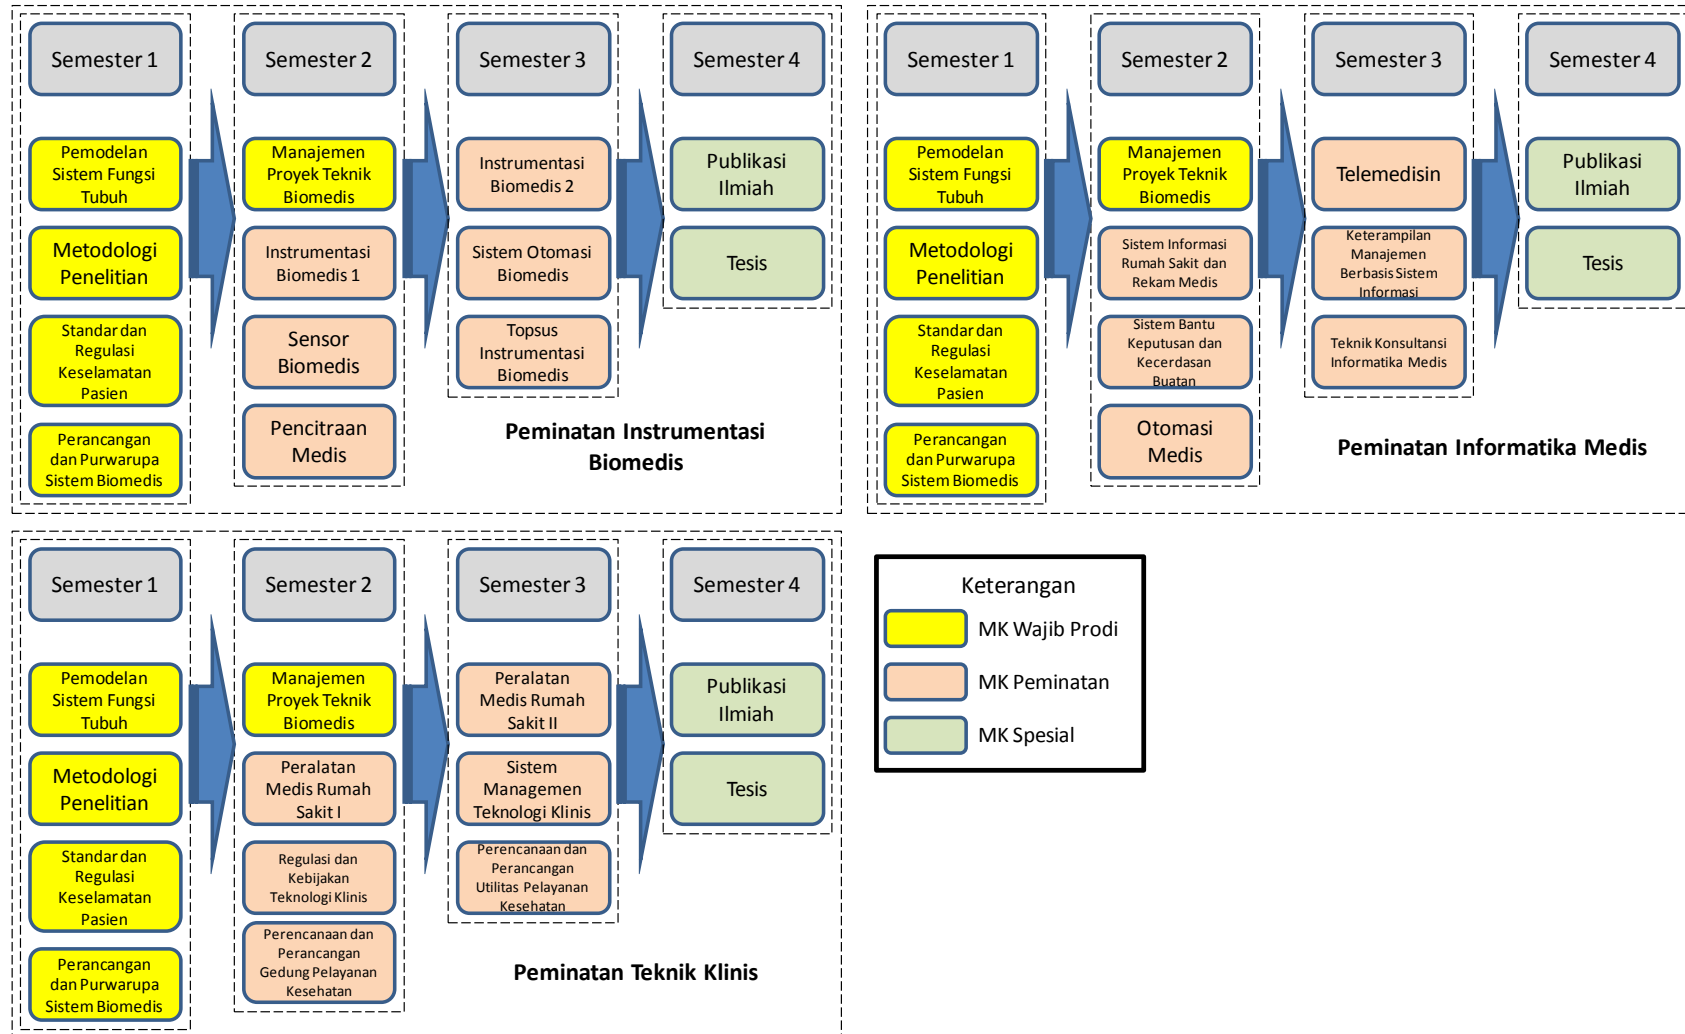 Semester 1
Pemodelan
Sistem Fungsi
Tubuh
Metodologi
Penelitian
Standar dan
Regulasi
Keselamatan
Pasien
Perancangan
dan Purwarupa
Sistem Biomedis
Semester 2
Manajemen
Proyek Teknik
Biomedis
Instrumentasi
Biomedis 1
Sensor
Biomedis
Pencitraan
Medis
Semester 3
Instrumentasi
Biomedis 2
Sistem Otomasi
Biomedis
Topsus
Instrumentasi
Biomedis
Semester 4
Publikasi
Ilmiah
Tesis
Peminatan Instrumentasi
Biomedis
Semester 1
Pemodelan
Sistem Fungsi
Tubuh
Metodologi
Penelitian
Standar dan
Regulasi
Keselamatan
Pasien
Perancangan
dan Purwarupa
Sistem Biomedis
Semester 2
Manajemen
Proyek Teknik
Biomedis
Sistem Informasi
Rumah Sakit dan
Rekam Medis
Sistem Bantu
Keputusan dan
Kecerdasan
Buatan
Otomasi
Medis
Semester 3
Telemedisin
Keterampilan
Manajemen
Berbasis Sistem
Informasi
Teknik Konsultansi
Informatika Medis
Semester 4
Publikasi
Ilmiah
Tesis
Peminatan Informatika Medis
Semester 1
Pemodelan
Sistem Fungsi
Tubuh
Metodologi
Penelitian
Standar dan
Regulasi
Keselamatan
Pasien
Perancangan
dan Purwarupa
Sistem Biomedis
Semester 2
Manajemen
Proyek Teknik
Biomedis
Peralatan
Medis Rumah
Sakit I
Regulasi dan
Kebijakan
Teknologi Klinis
Perencanaan dan
Perancangan
Gedung Pelayanan
Kesehatan
Semester 3
Peralatan
Medis Rumah
Sakit II
Sistem
Managemen
Teknologi Klinis
Perencanaan dan
Perancangan
Utilitas Pelayanan
Kesehatan
Semester 4
Publikasi
Ilmiah
Tesis
Peminatan Teknik Klinis
Keterangan
MK Wajib Prodi
MK Peminatan
MK Spesial